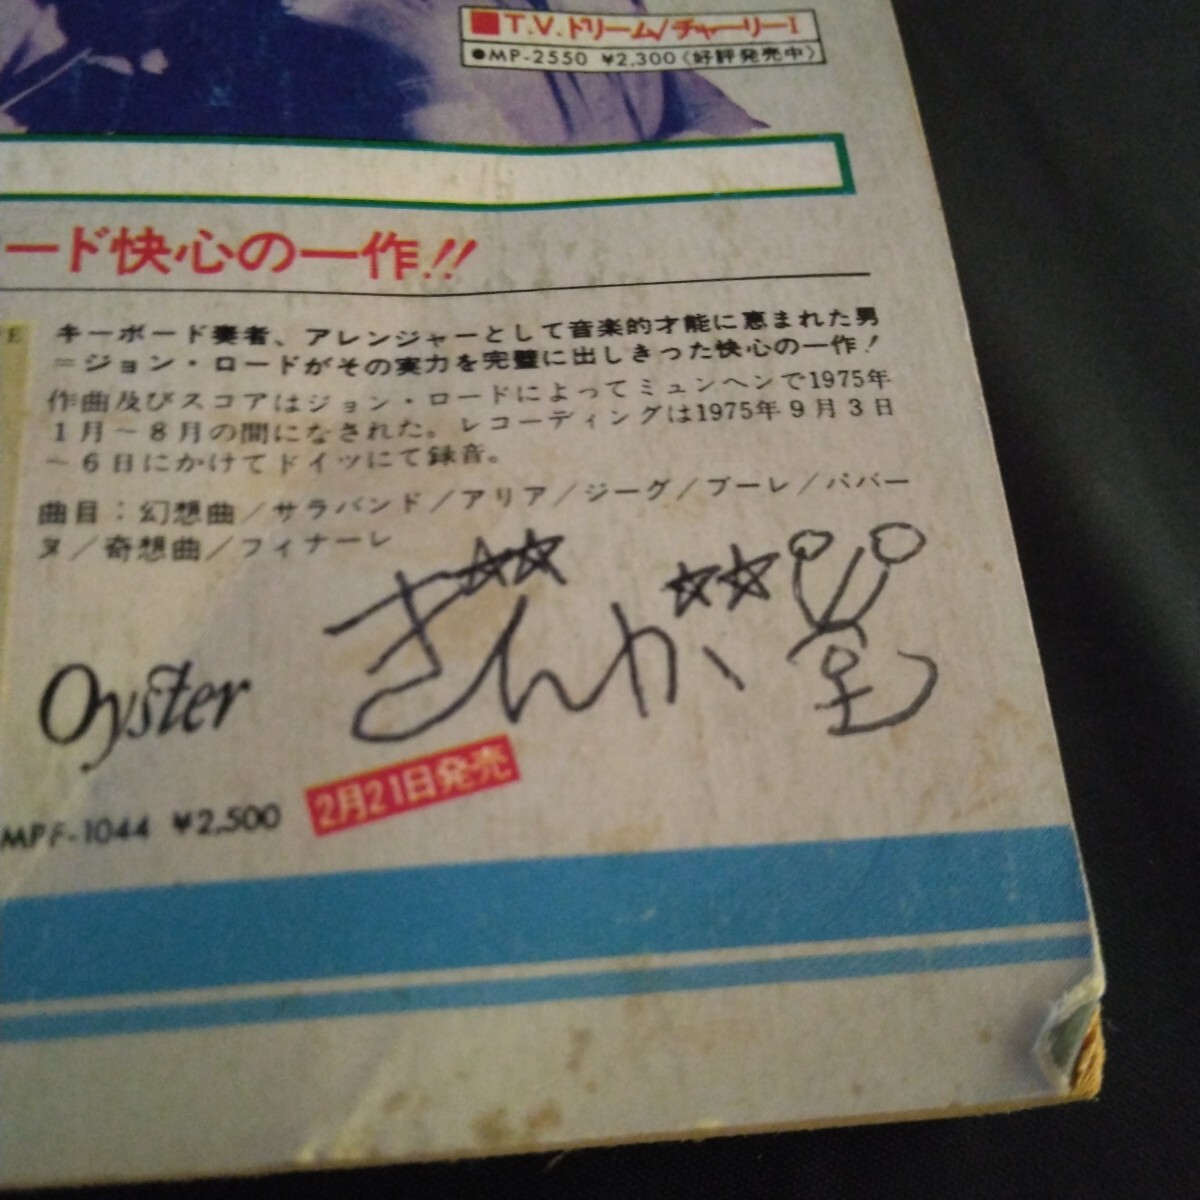 ■T.V.ドリーム/チャーリーI
●MP-2550 ¥2,300〈好評発売中〉
ード快心の一作!!
キーボード奏者、アレンジャーとして音楽的才能に恵まれた男
=ジョン・ロードがその実力を完璧に出しきった快心の一作!
作曲及びスコアはジョン・ロードによってミュンヘンで1975年
1月~8月の間になされた。レコーディングは1975年9月3日
~6日にかけてドイツにて録音。
曲目:幻想曲/サラバンド/アリア/ジーグ/ブーレ/パバー
ヌ/奇想曲/フィナーレ
ぎんが堂
Oyster
2月21日発売
MPF-1044 ¥2,500